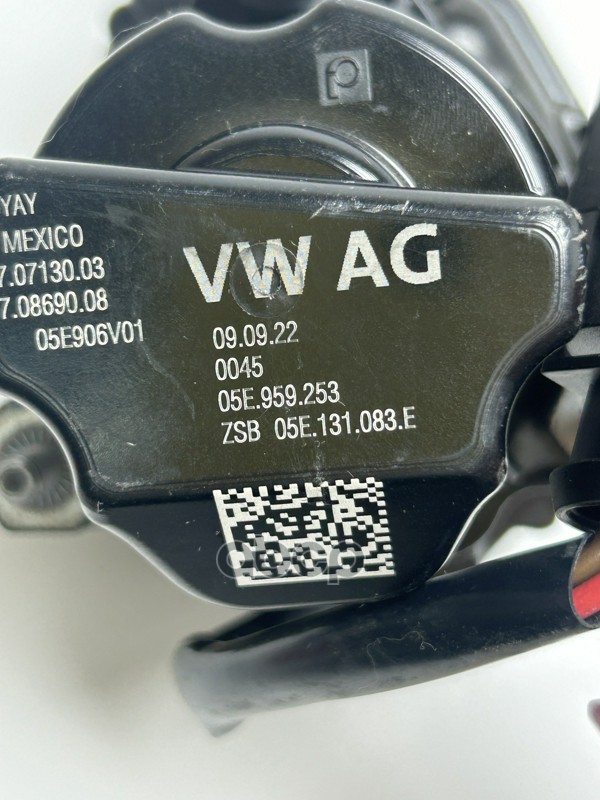 YAY
MEXICO
7.07130.03
7.08690.08
05E906V01
VW AG
09.09.22
0045
05E.959.253
ZSB 05E.131.083.E
abcp